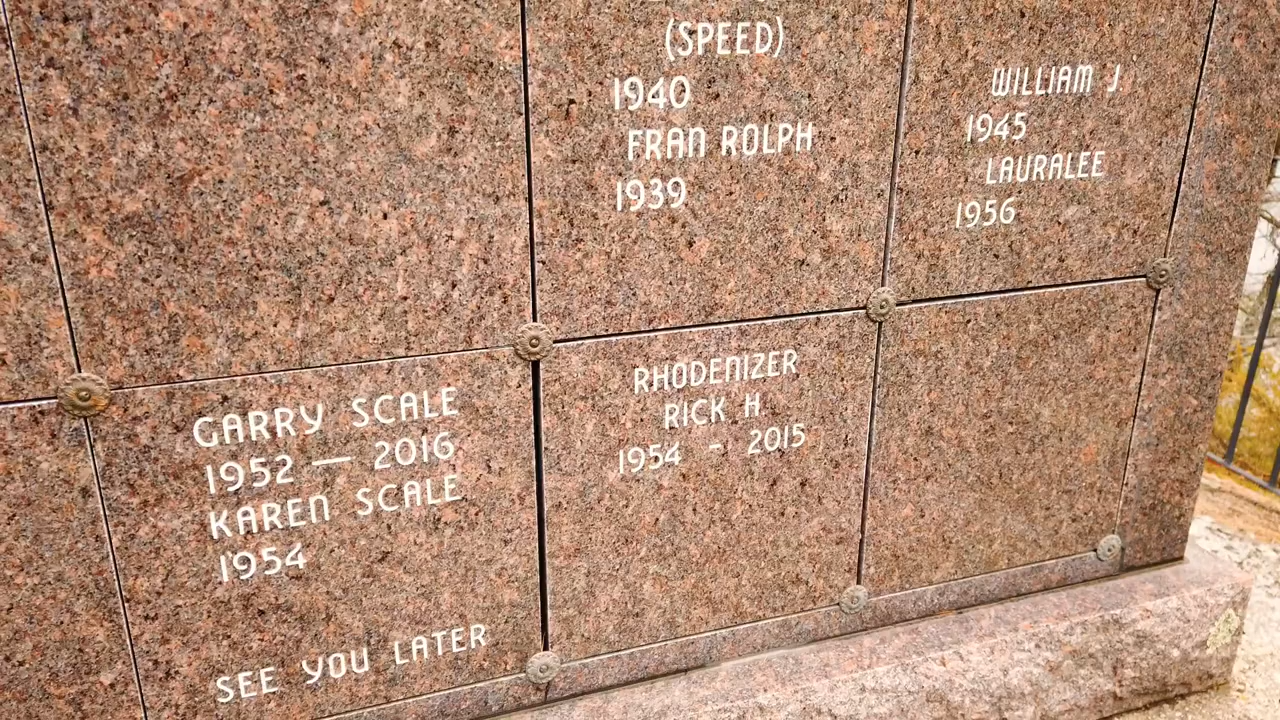 (SPEED)
1940
FRAN ROLPH
1939
WILLIAM J.
1945
LAURALEE
1956
GARRY SCALE
1952 — 2016
KAREN SCALE
1954
SEE YOU LATER
RHODENIZER
RICK H
1954 - 2015